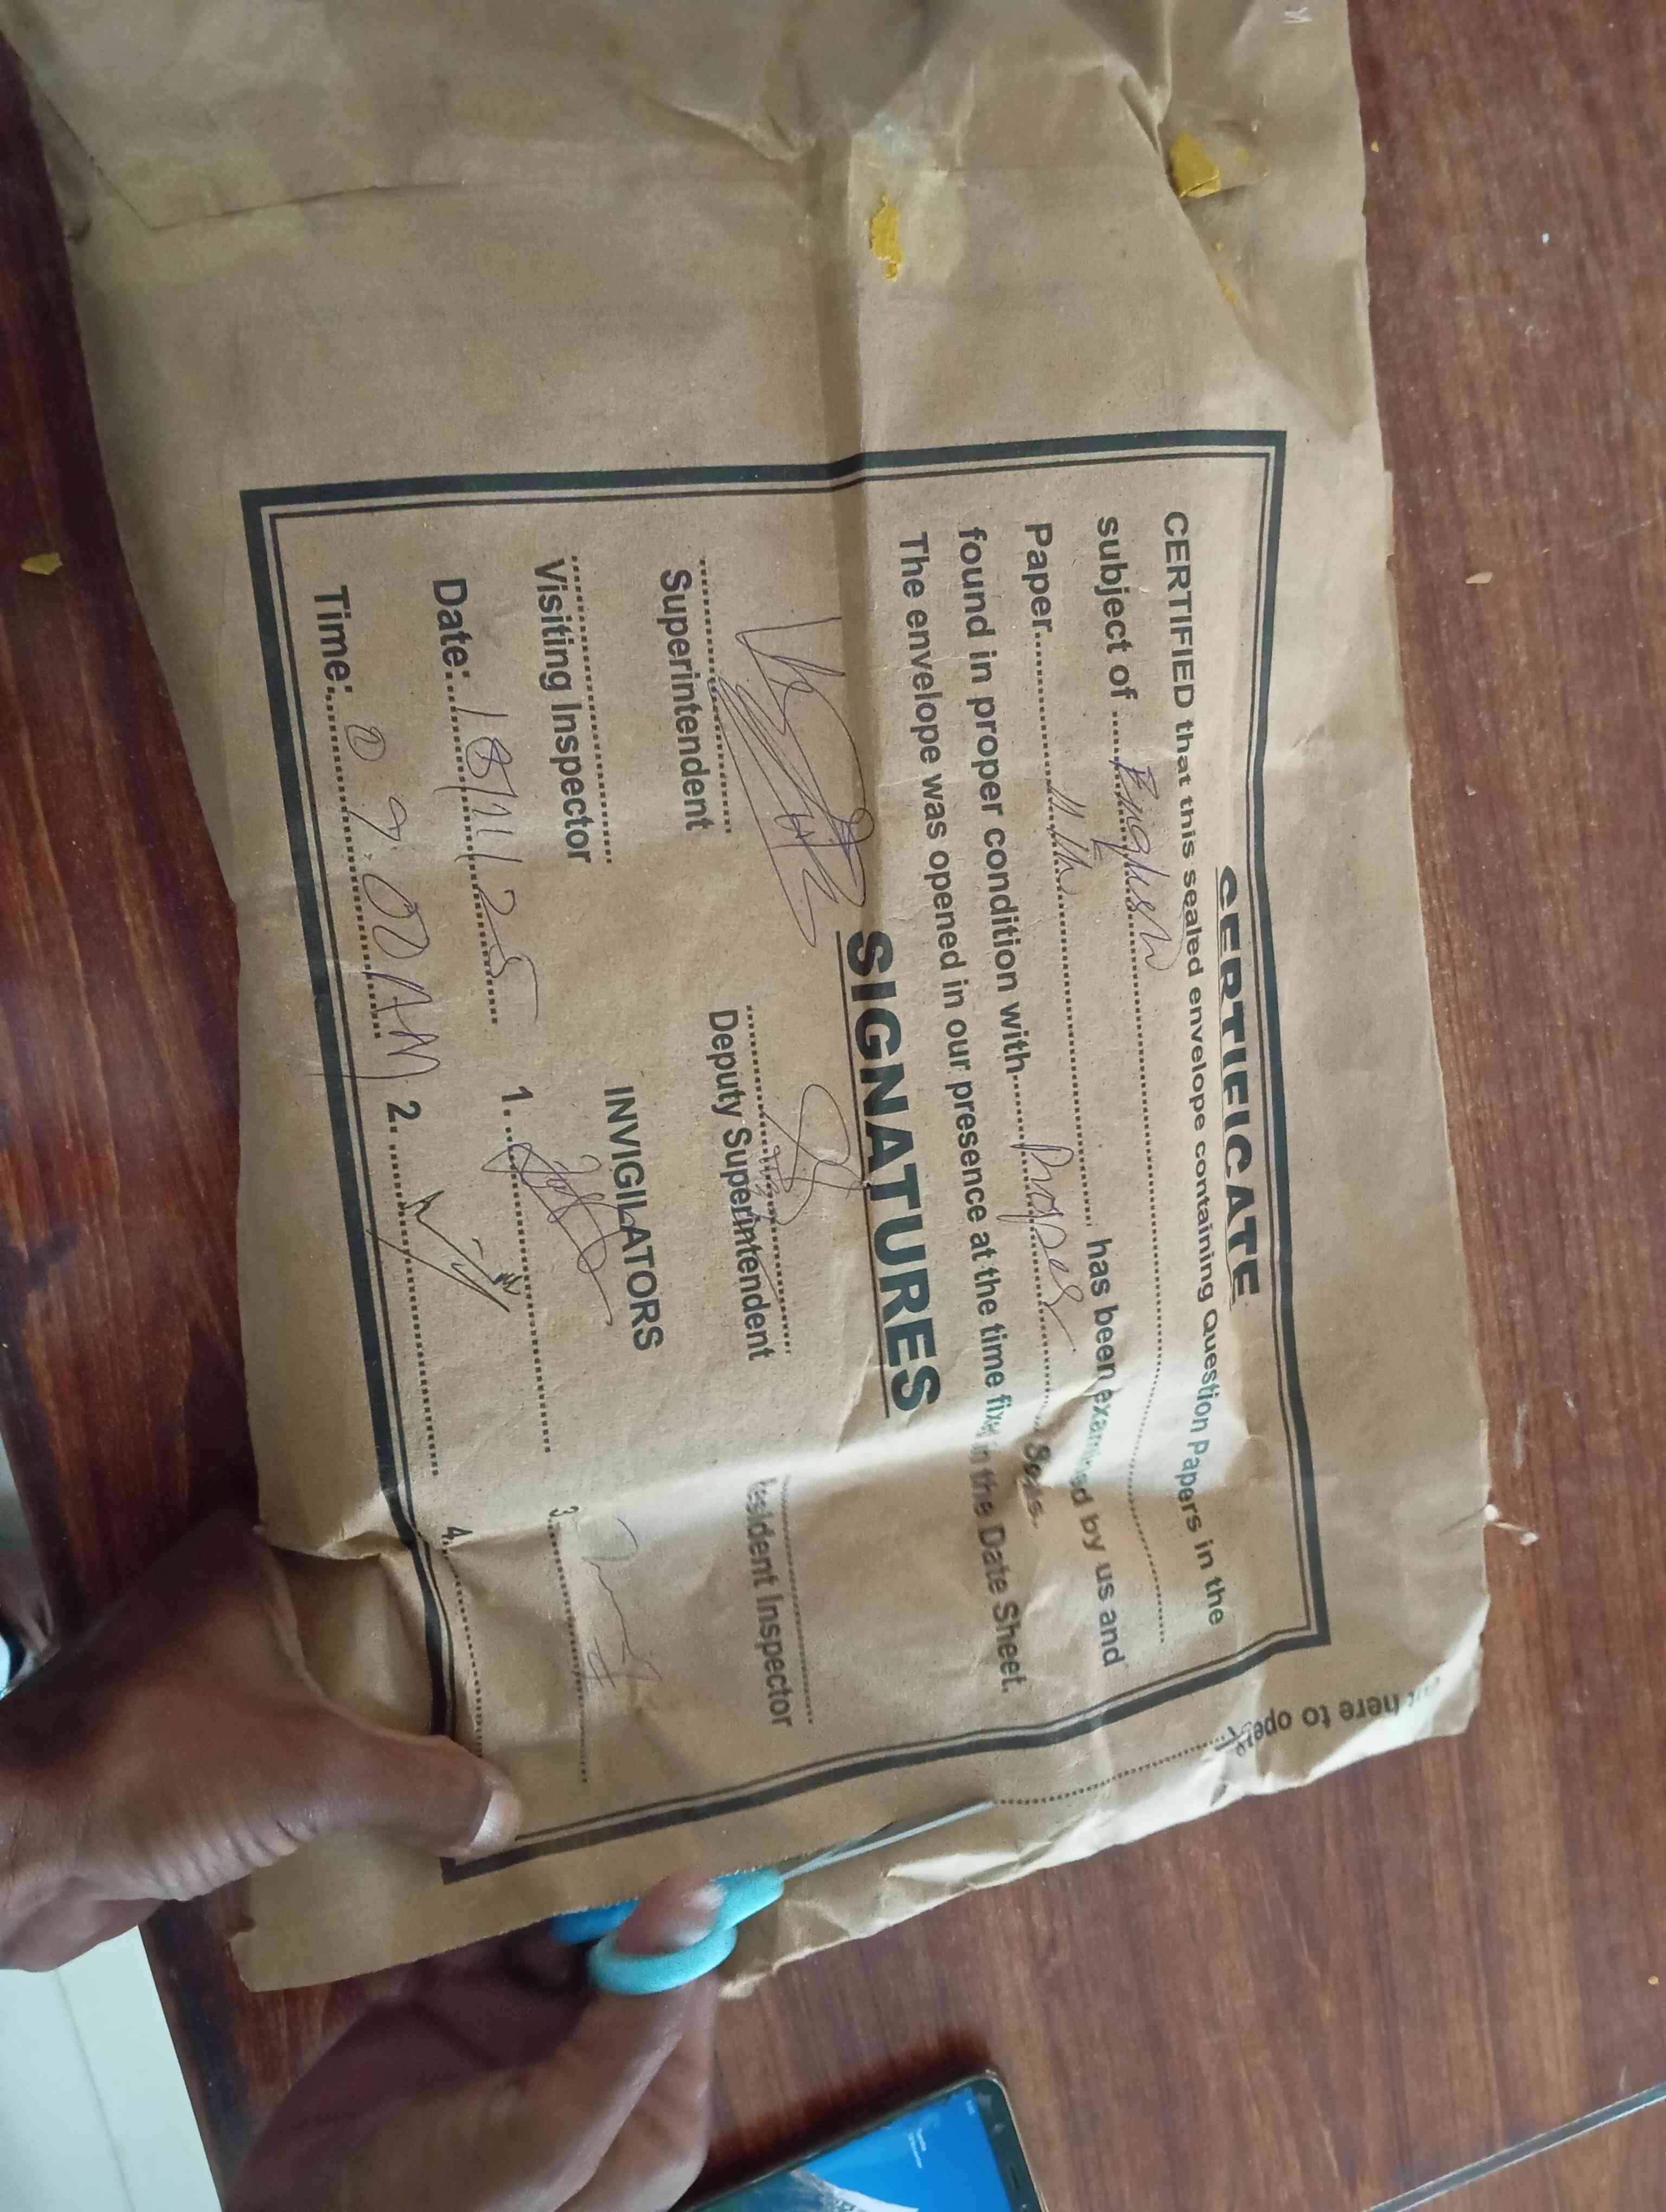 CERTIFICATE
CERTIFIED that this sealed envelope containing Question Papers in the
subject of ...... English ......
Paper...... 11th ...... has been examined by us and
found in proper condition with...... proper ...... Seals.
The envelope was opened in our presence at the time fixed in the Date Sheet.
SIGNATURES
Superintendent
Deputy Superintendent
Resident Inspector
Visiting Inspector
INVIGILATORS
Date: 18/11/25
1.
3.
Time: 09.00 AM
2.
4.
here to open